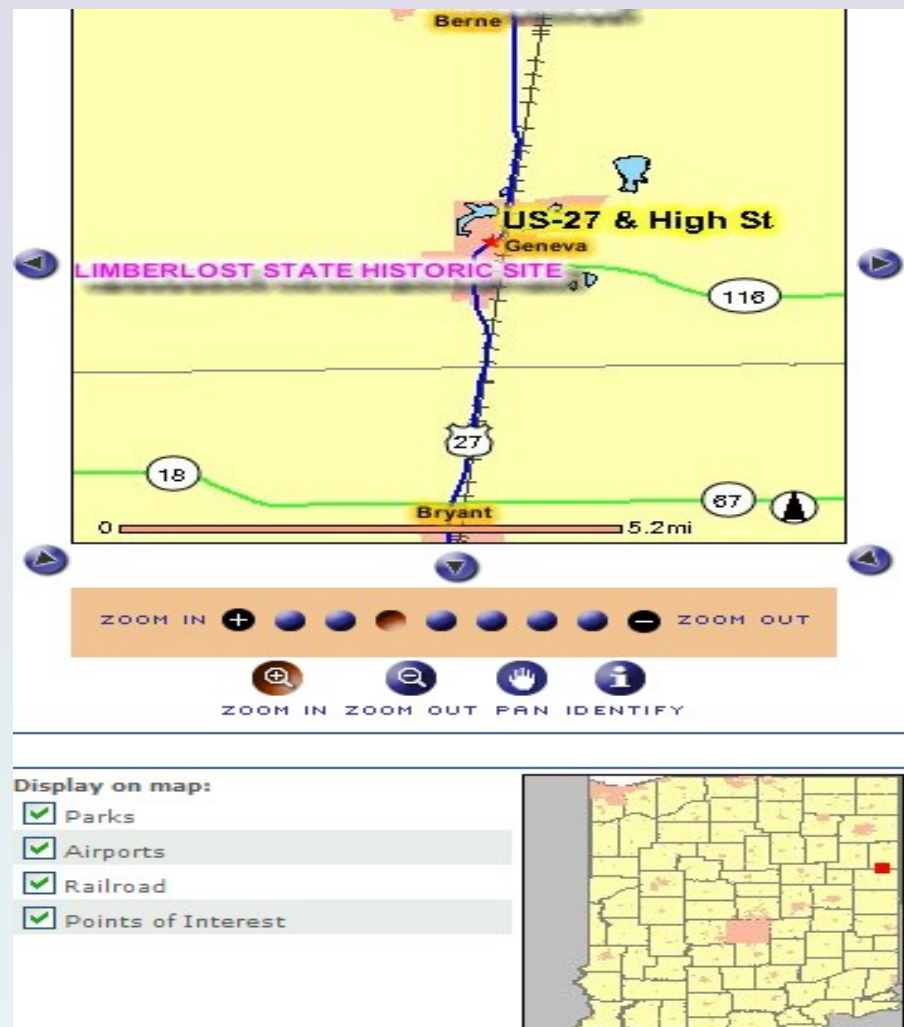 Berne
US-27 & High St
Geneva
LIMBERLOST STATE HISTORIC SITE
116
27
18
67
Bryant
0 5.2mi
ZOOM IN ZOOM OUT
ZOOM IN ZOOM OUT PAN IDENTIFY
Display on map:
Parks
Airports
Railroad
Points of Interest